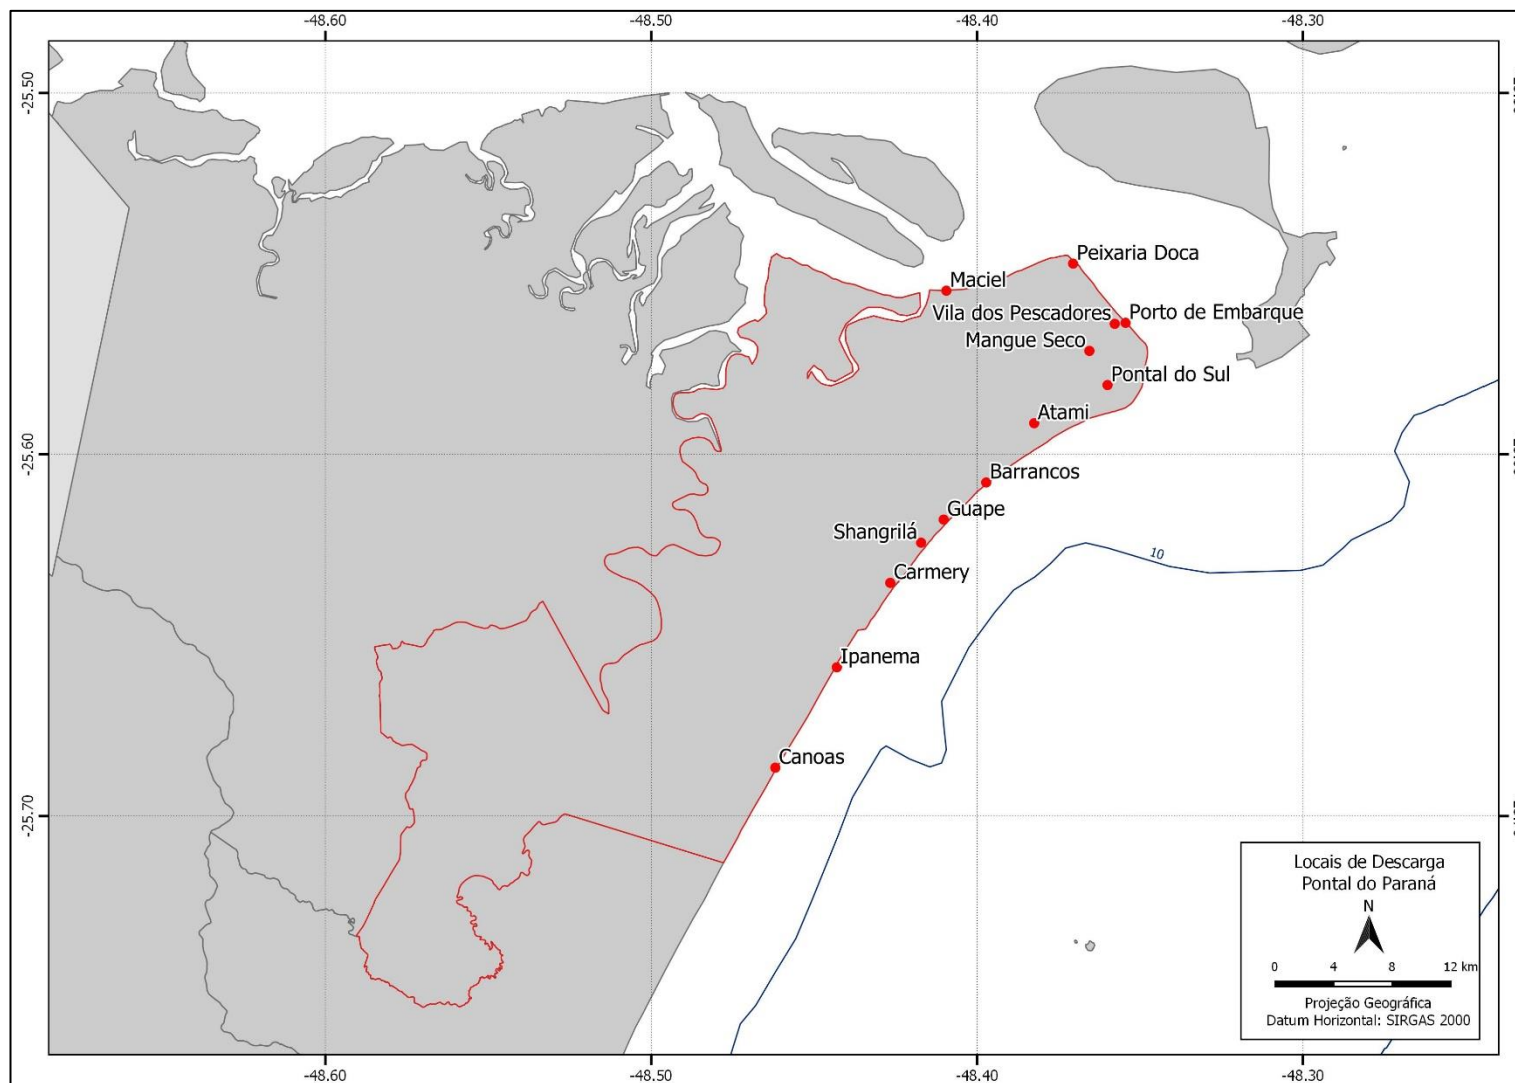 -48.60
-48.50
-48.40
-48.30
-25.50
Peixaria Doca
Maciel
Vila dos Pescadores
Porto de Embarque
Mangue Seco
Pontal do Sul
Atami
-25.60
Barrancos
Guape
Shangrilá
10
Carmery
Ipanema
Canoas
-25.70
Locais de Descarga
Pontal do Paraná
N
0 4 8 12 km
Projeção Geográfica
Datum Horizontal: SIRGAS 2000
-48.60
-48.50
-48.40
-48.30